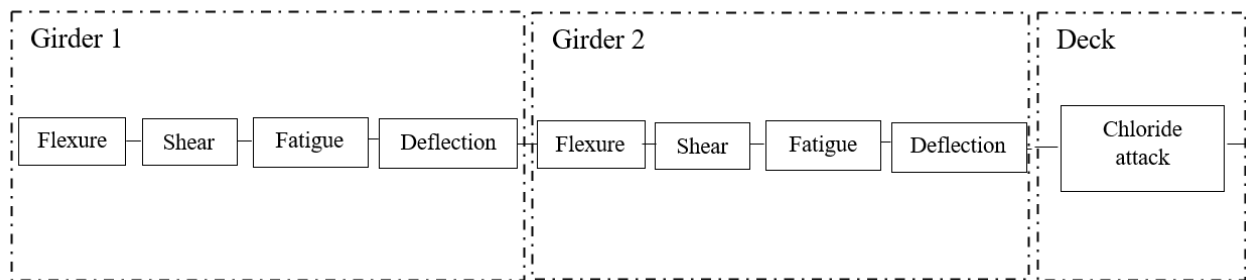 Girder 1
Girder 2
Deck
Flexure
Shear
Fatigue
Deflection
Flexure
Shear
Fatigue
Deflection
Chloride
attack